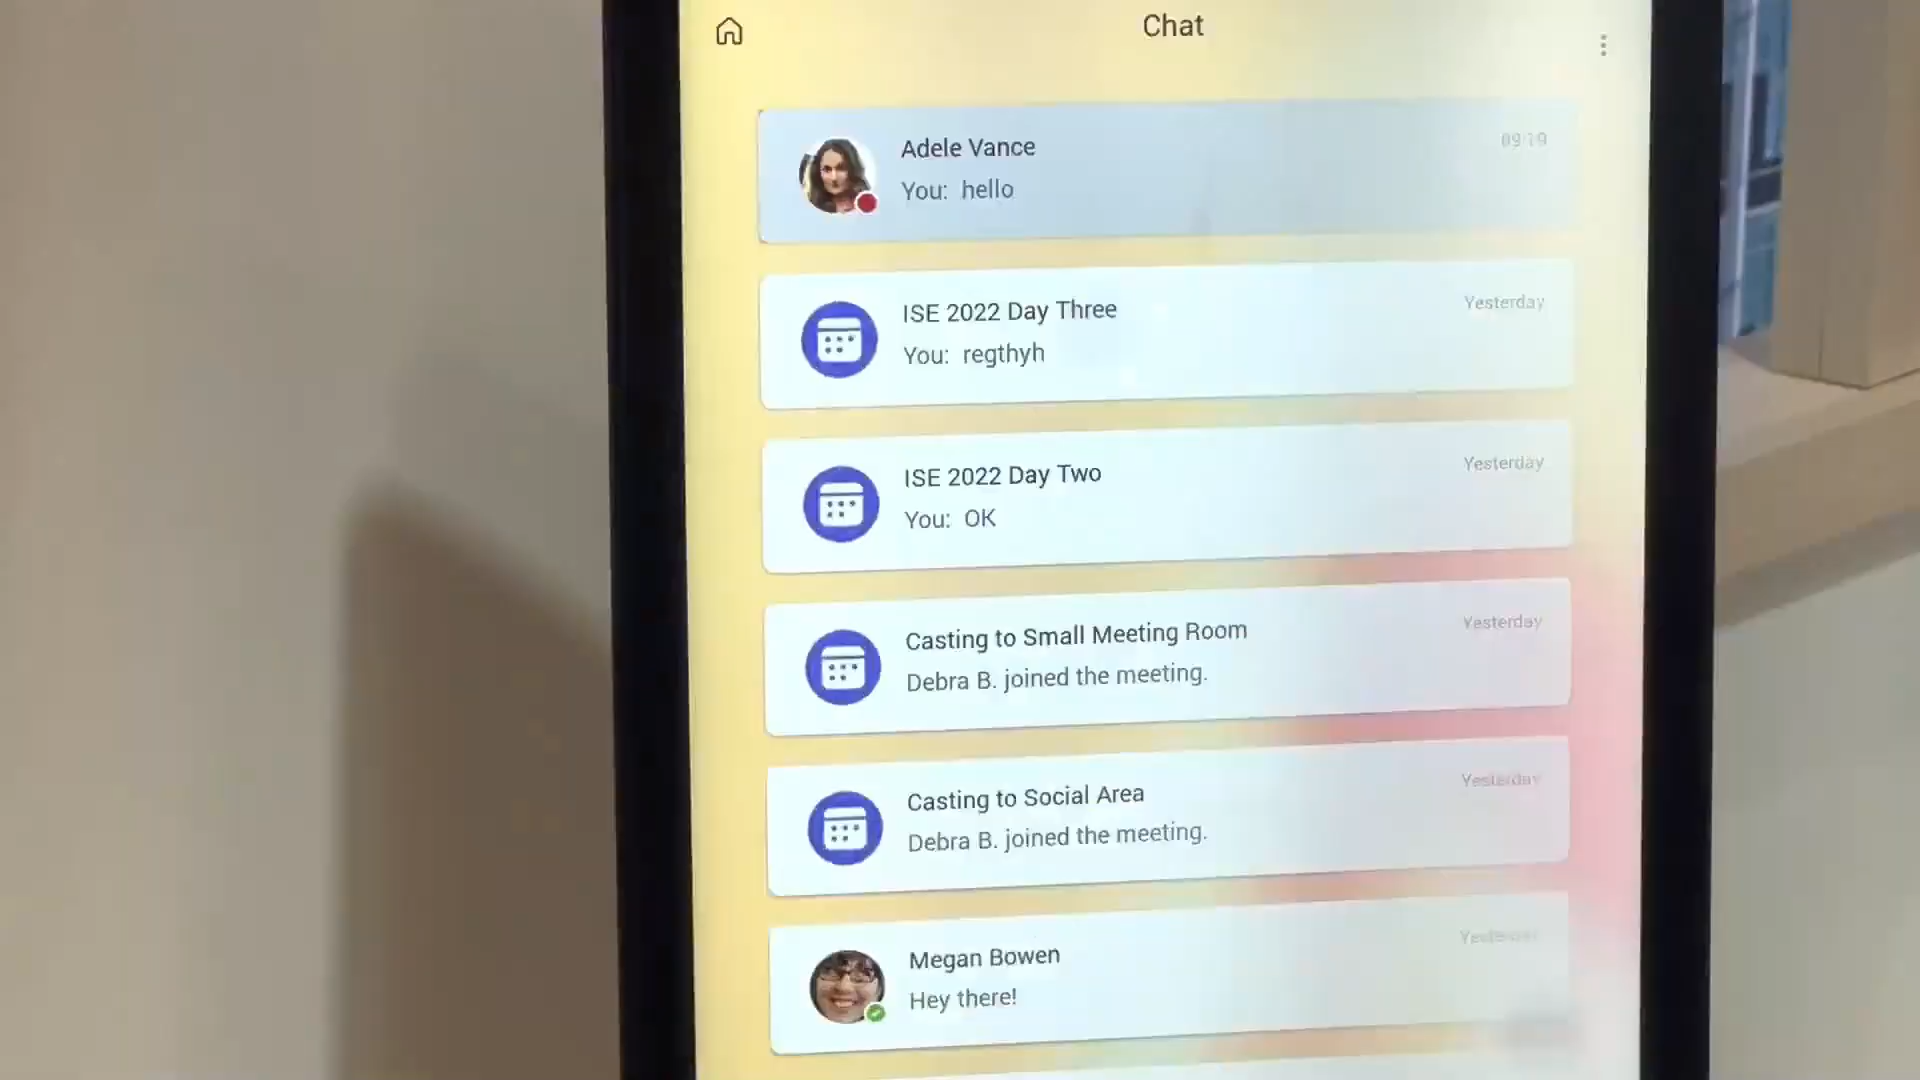 Chat
Adele Vance
09:19
You: hello
ISE 2022 Day Three
Yesterday
You: regthyh
ISE 2022 Day Two
Yesterday
You: OK
Casting to Small Meeting Room
Yesterday
Debra B. joined the meeting.
Casting to Social Area
Yesterday
Debra B. joined the meeting.
Megan Bowen
Yesterday
Hey there!